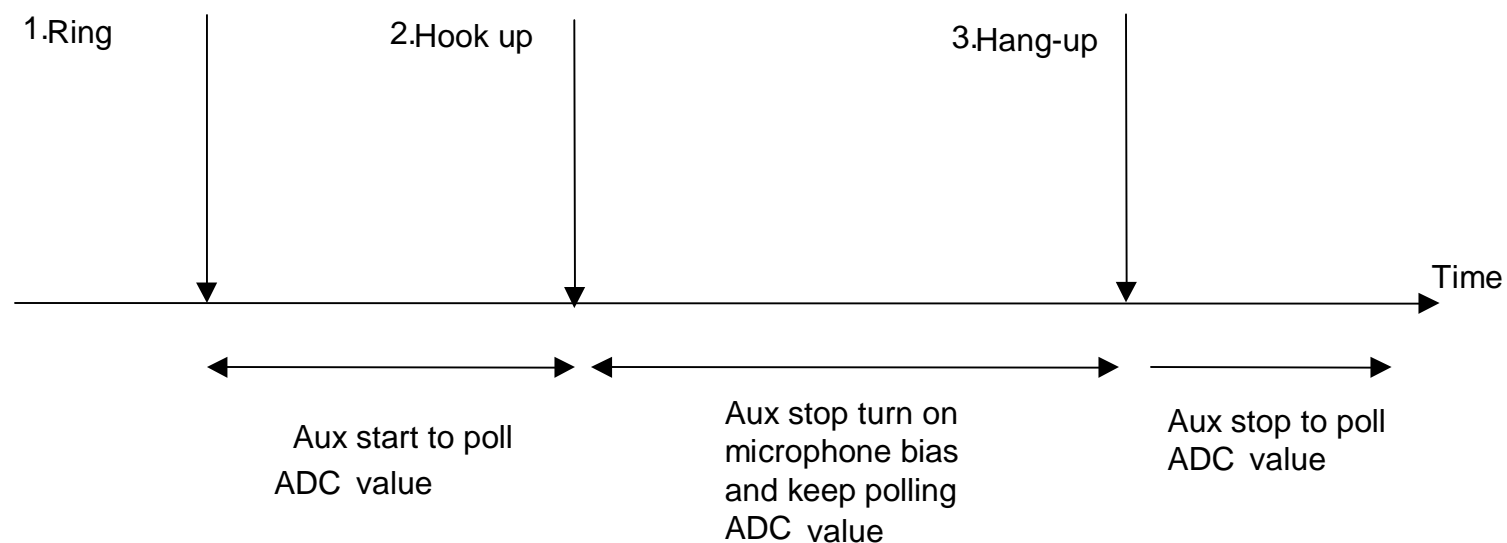 1.Ring
2.Hook up
3.Hang-up
Time
Aux start to poll
ADC value
Aux stop turn on
microphone bias
and keep polling
ADC value
Aux stop to poll
ADC value